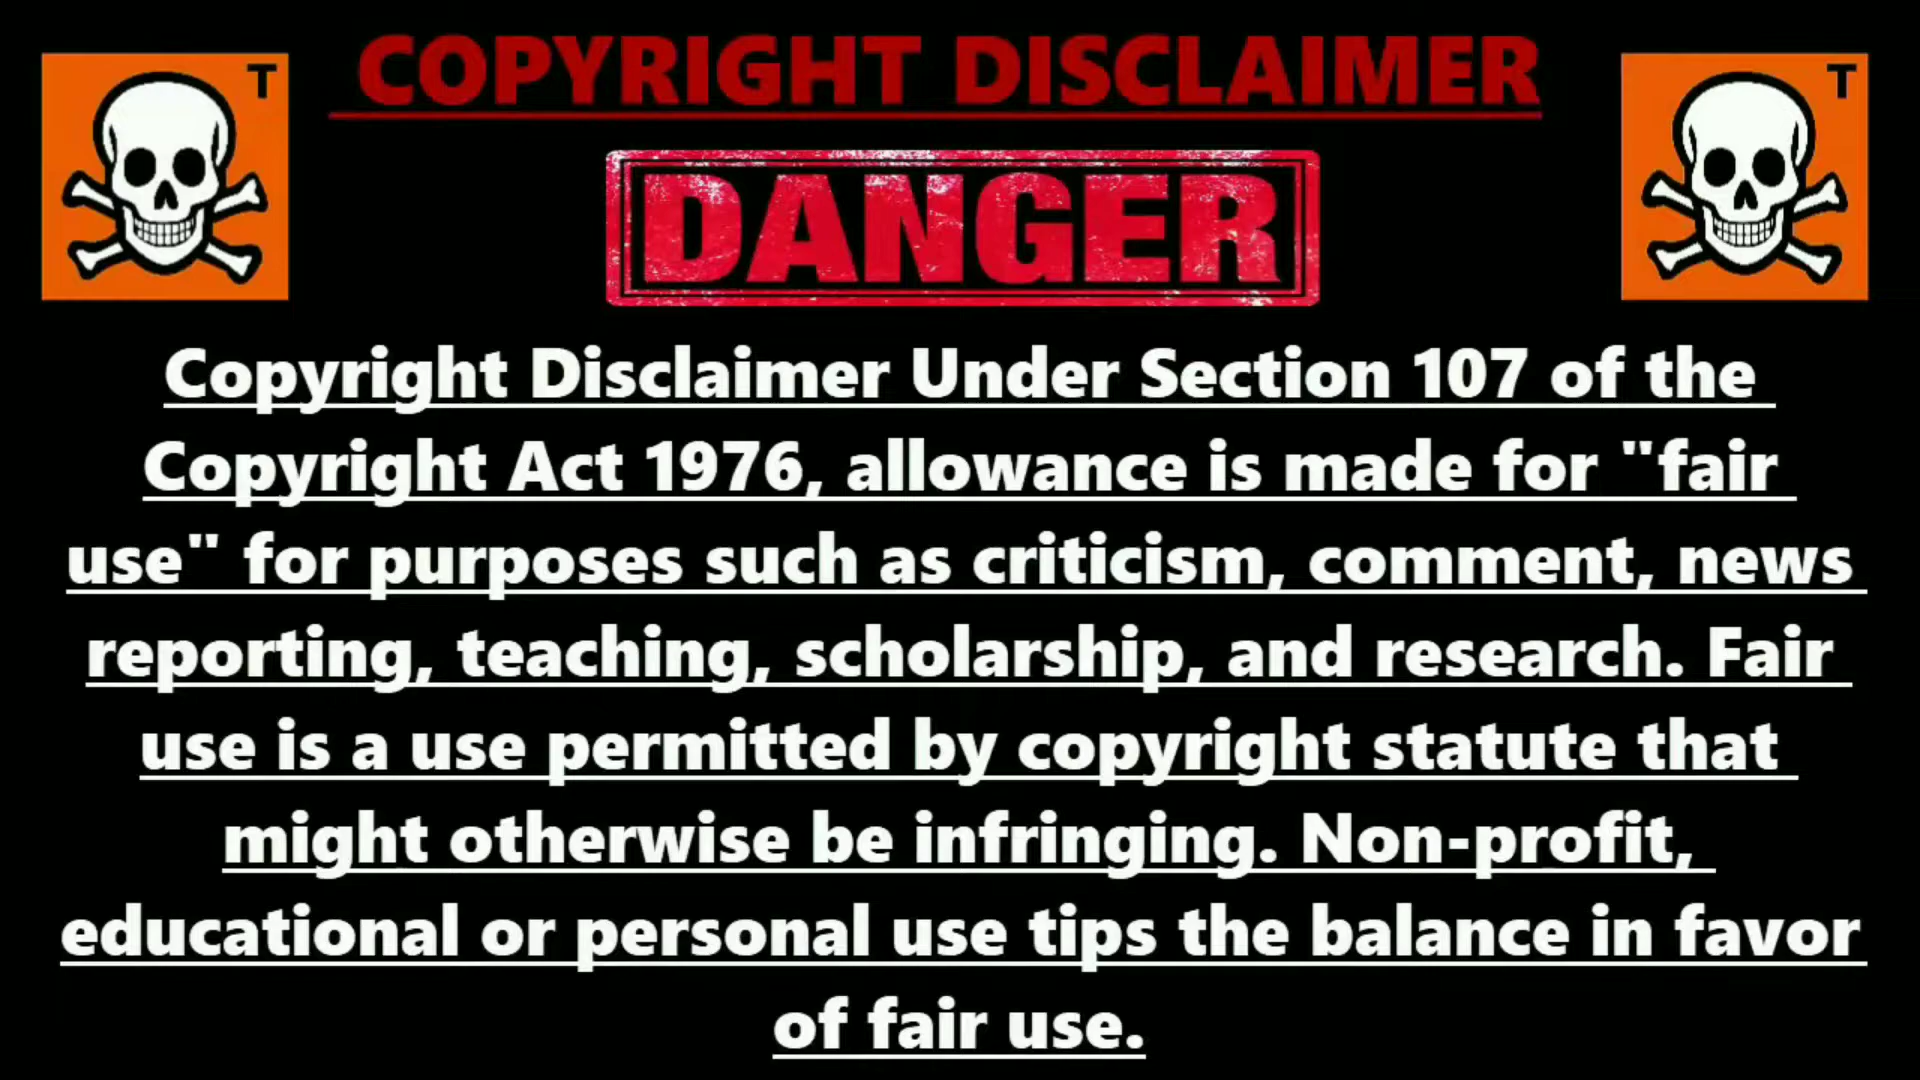 T
COPYRIGHT DISCLAIMER
T
DANGER
Copyright Disclaimer Under Section 107 of the
Copyright Act 1976, allowance is made for "fair
use" for purposes such as criticism, comment, news
reporting, teaching, scholarship, and research. Fair
use is a use permitted by copyright statute that
might otherwise be infringing. Non-profit,
educational or personal use tips the balance in favor
of fair use.